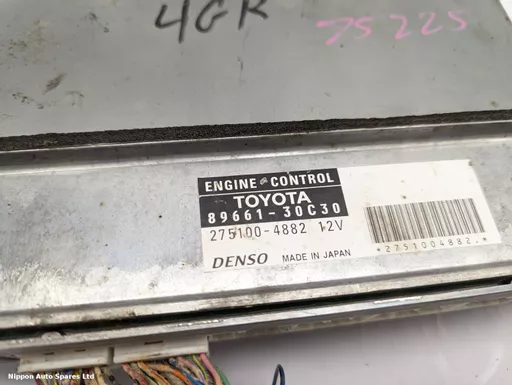 4GR
75225
ENGINE CONTROL
TOYOTA
89661-30C30
275100-4882 12V
*2751004882.*
DENSO MADE IN JAPAN
Nippon Auto Spares Ltd